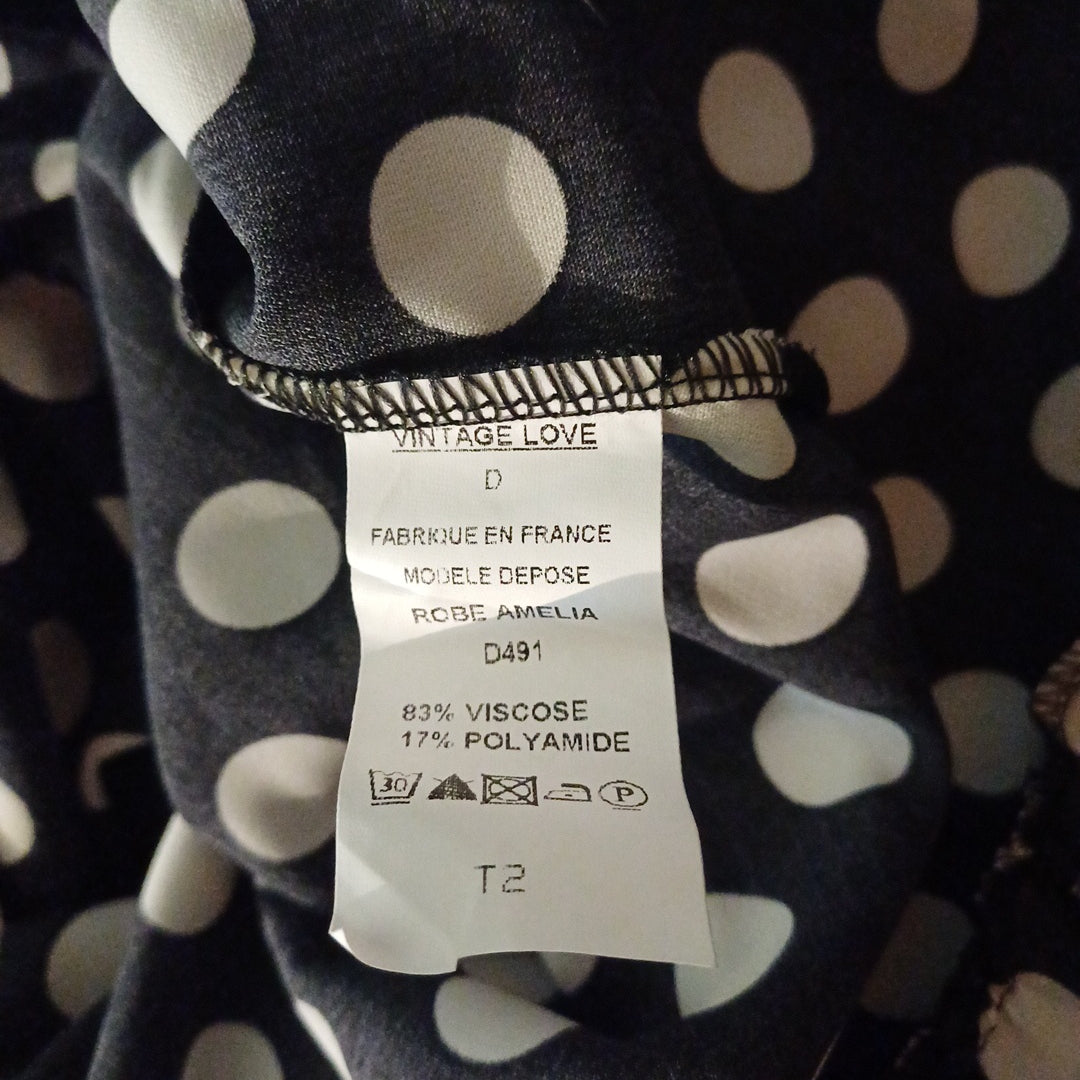 VINTAGE LOVE
D
FABRIQUE EN FRANCE
MODELE DEPOSE
ROBE AMELIA
D491
83% VISCOSE
17% POLYAMIDE
30 P
T2